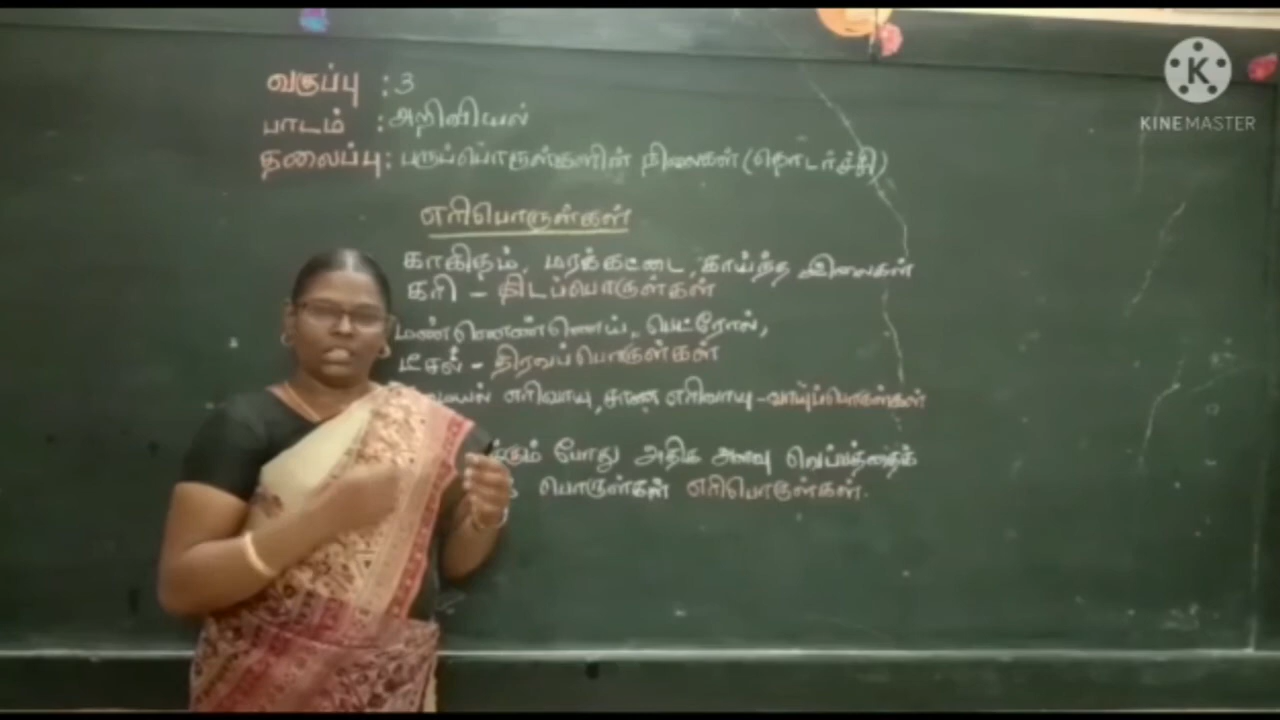 வகுப்பு : 3
பாடம் : அறிவியல்
தலைப்பு : பருப்பொருள்களின் நிலைகள் (தொடர்ச்சி)
எரிபொருள்கள்
காகிதம், மரக்கட்டை, காய்ந்த இலைகள்
கரி - திடப்பொருள்கள்
மண்ணெண்ணெய், பெட்ரோல்,
டீசல் - திரவப்பொருள்கள்
எரிவாயு, சாண எரிவாயு - வாயுப்பொருள்கள்
போது அதிக அளவு வெப்பத்தைக்
பொருள்கள் எரிபொருள்கள்.
K
KINEMASTER